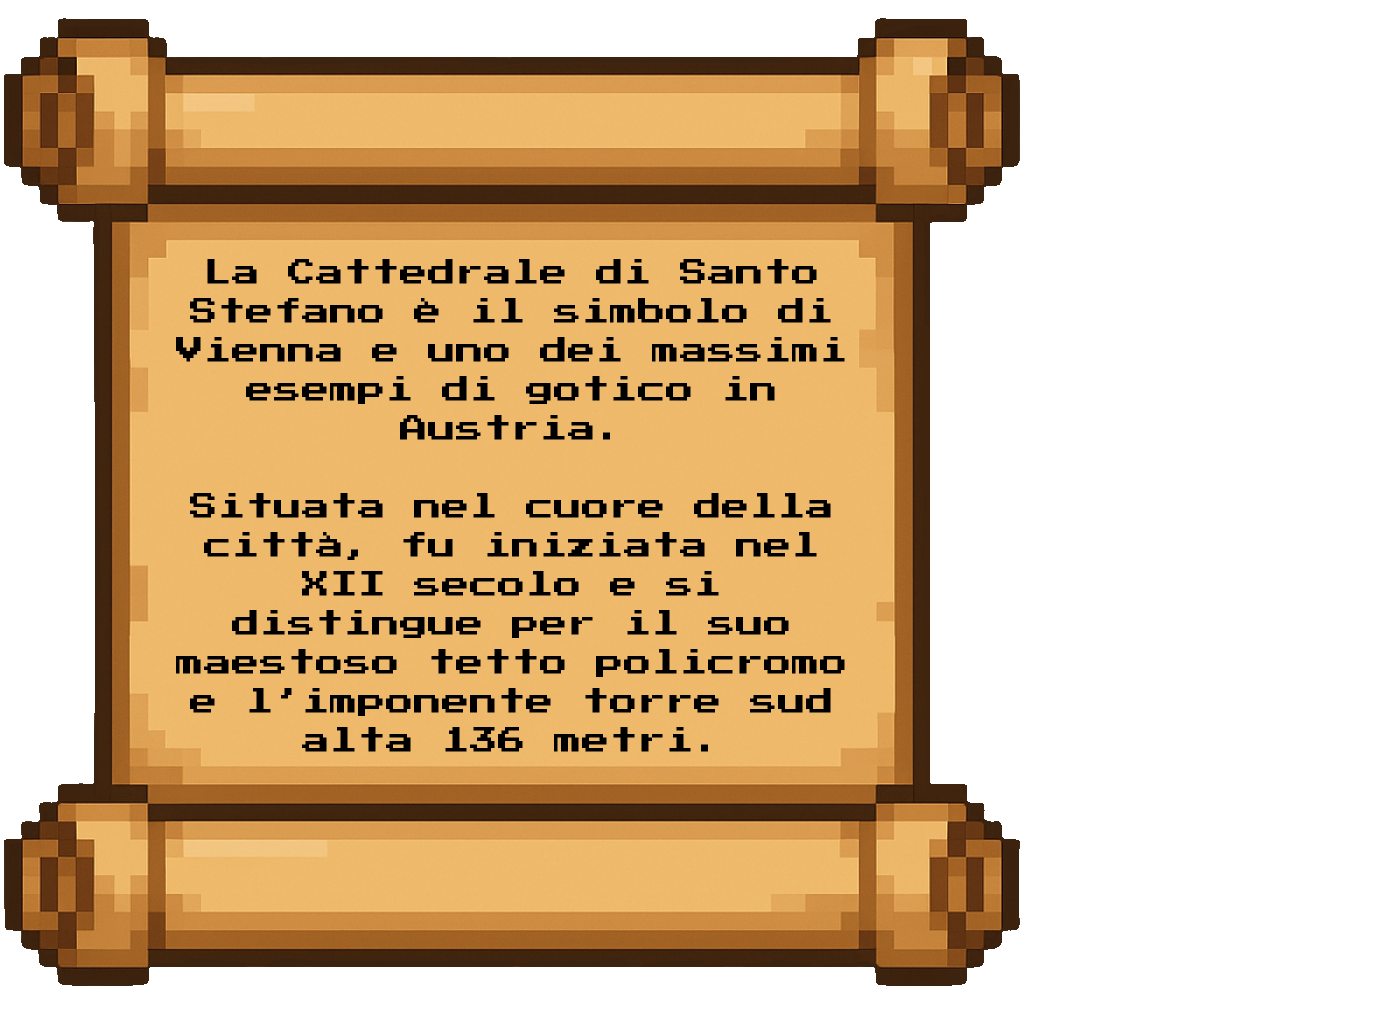 La Cattedrale di Santo
Stefano è il simbolo di
Vienna e uno dei massimi
esempi di gotico in
Austria.
Situata nel cuore della
città, fu iniziata nel
XII secolo e si
distingue per il suo
maestoso tetto policromo
e l'imponente torre sud
alta 136 metri.